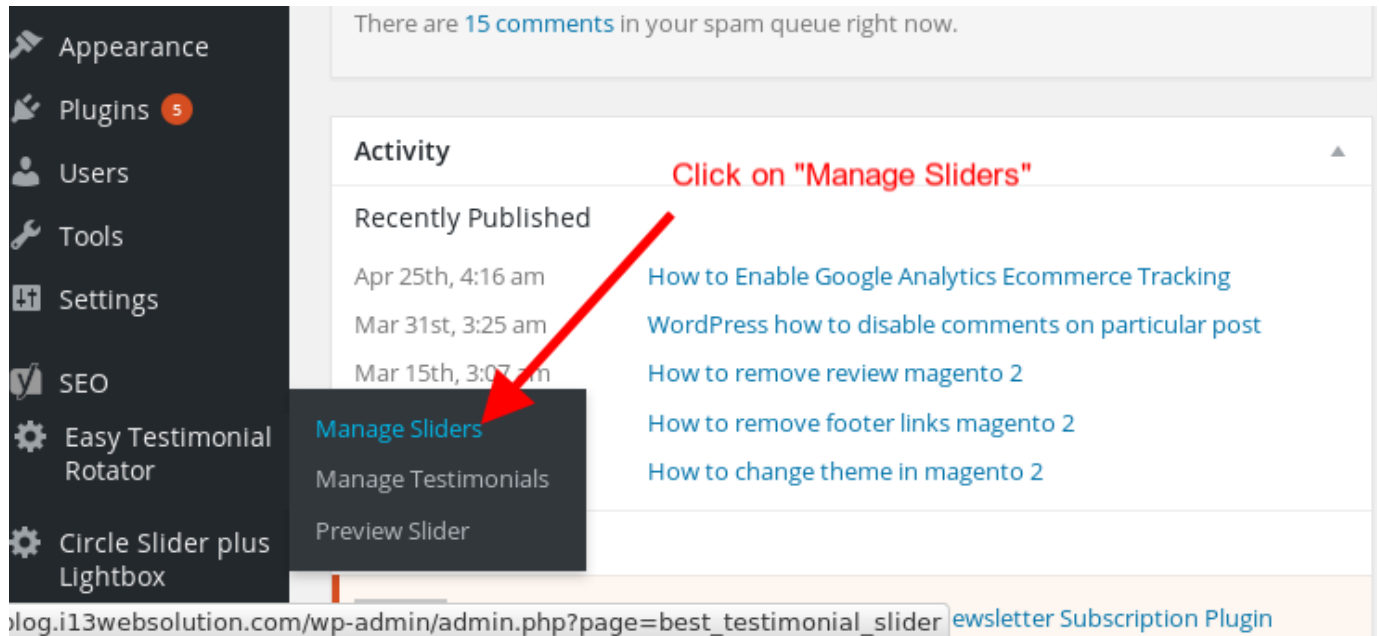 Appearance
Plugins 5
Users
Tools
Settings
SEO
Easy Testimonial
Rotator
Circle Slider plus
Lightbox
Manage Sliders
Manage Testimonials
Preview Slider
There are 15 comments in your spam queue right now.
Activity
Click on "Manage Sliders"
Recently Published
Apr 25th, 4:16 am How to Enable Google Analytics Ecommerce Tracking
Mar 31st, 3:25 am WordPress how to disable comments on particular post
Mar 15th, 3:07 am How to remove review magento 2
How to remove footer links magento 2
How to change theme in magento 2
blog.i13websolution.com/wp-admin/admin.php?page=best_testimonial_slider ewsletter Subscription Plugin